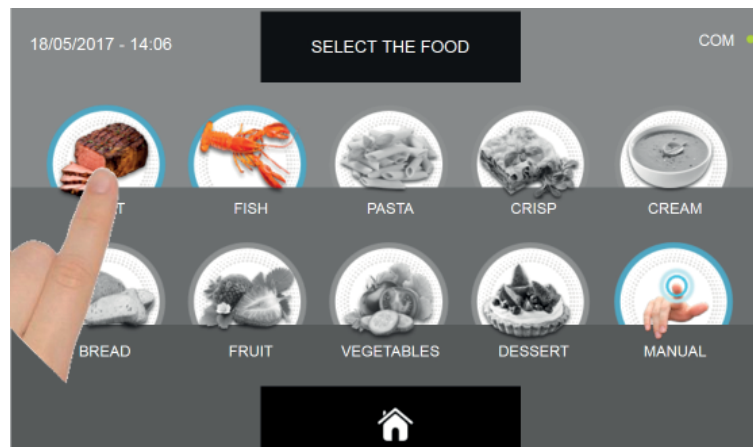 18/05/2017 - 14:06
SELECT THE FOOD
COM
FISH
PASTA
CRISP
CREAM
BREAD
FRUIT
VEGETABLES
DESSERT
MANUAL